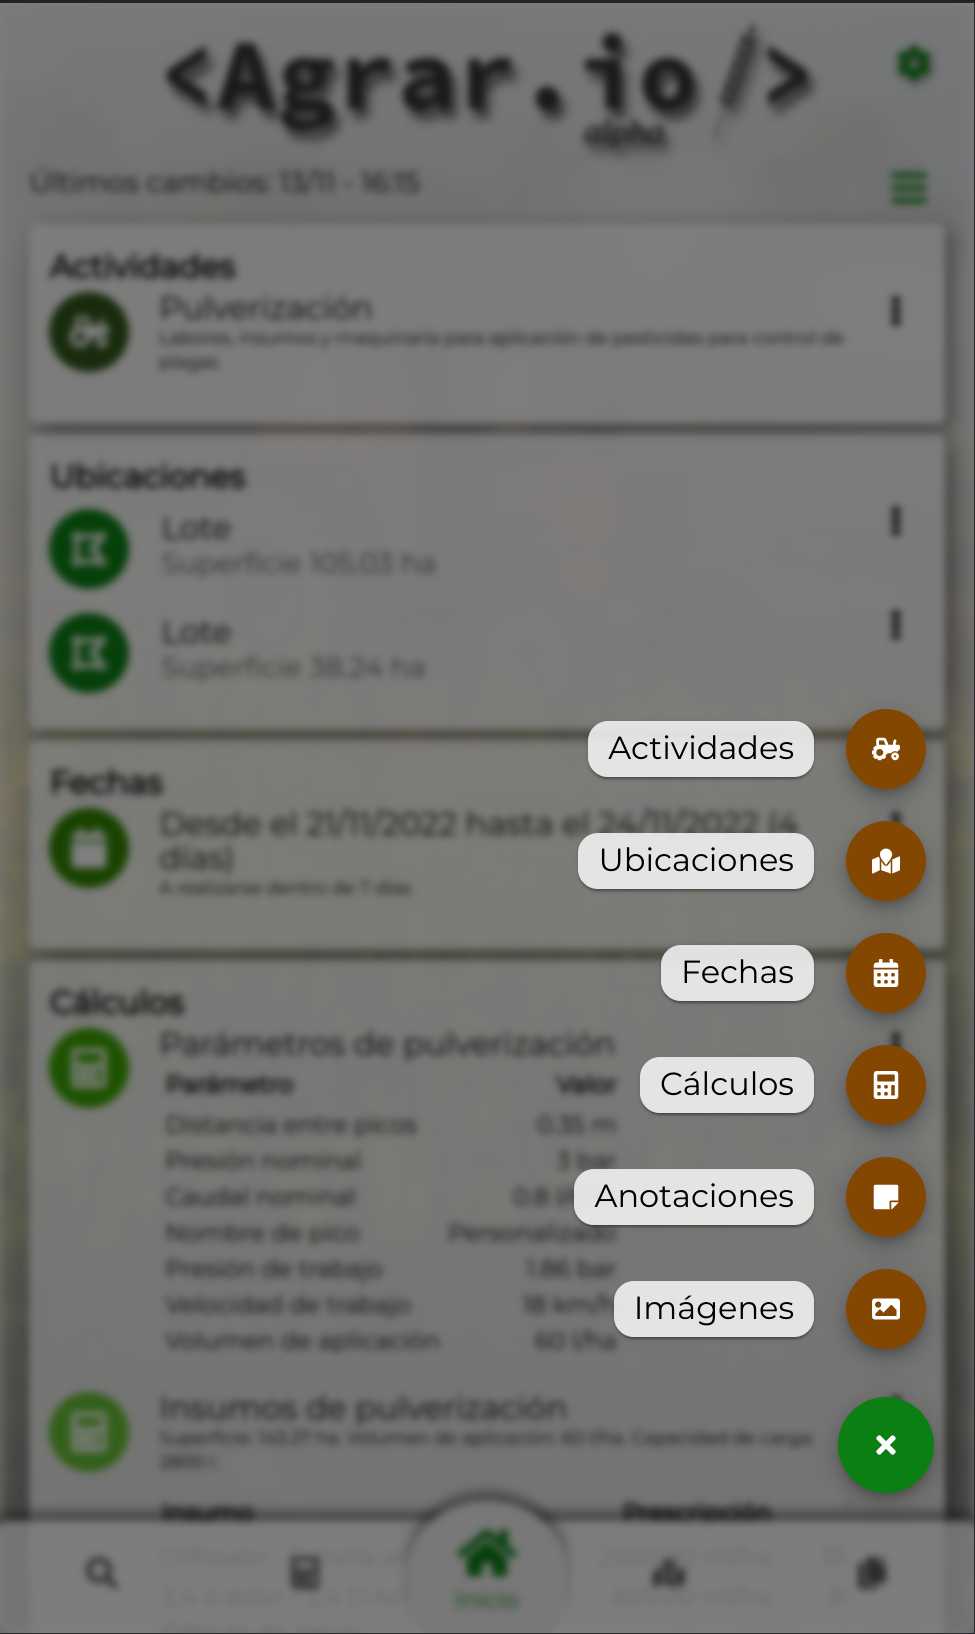 <Agrar.io/>
alpha
Últimos cambios: 13/11 - 16:15
Actividades
Pulverización
Labores, insumos y maquinaria para aplicación de pesticidas para control de
plagas
Ubicaciones
Lote
Superficie 105.03 ha
Lote
Superficie 38.24 ha
Actividades
Fechas
Desde el 21/11/2022 hasta el 24/11/2022 (4
días)
A realizarse dentro de 7 días
Ubicaciones
Fechas
Cálculos
Parámetros de pulverización
Parámetro Valor
Cálculos
Distancia entre picos 0.35 m
Presión nominal 3 bar
Caudal nominal 0.8
Anotaciones
Nombre de pico Personalizado
Presión de trabajo 1.86 bar
Velocidad de trabajo 18 km/h
Imágenes
Volumen de aplicación 60 l/ha
Insumos de pulverización
Superficie: 143.27 ha. Volumen de aplicación: 60 l/ha. Capacidad de carga:
2800 l
Insumo Prescripción
Inicio